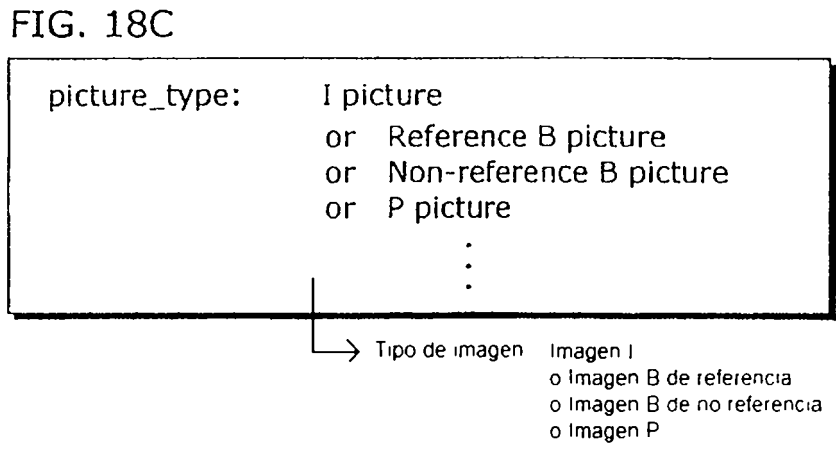 FIG. 18C
picture_type: I picture
or Reference B picture
or Non-reference B picture
or P picture
.
.
.
Tipo de imagen Imagen I
o Imagen B de referencia
o Imagen B de no referencia
o Imagen P